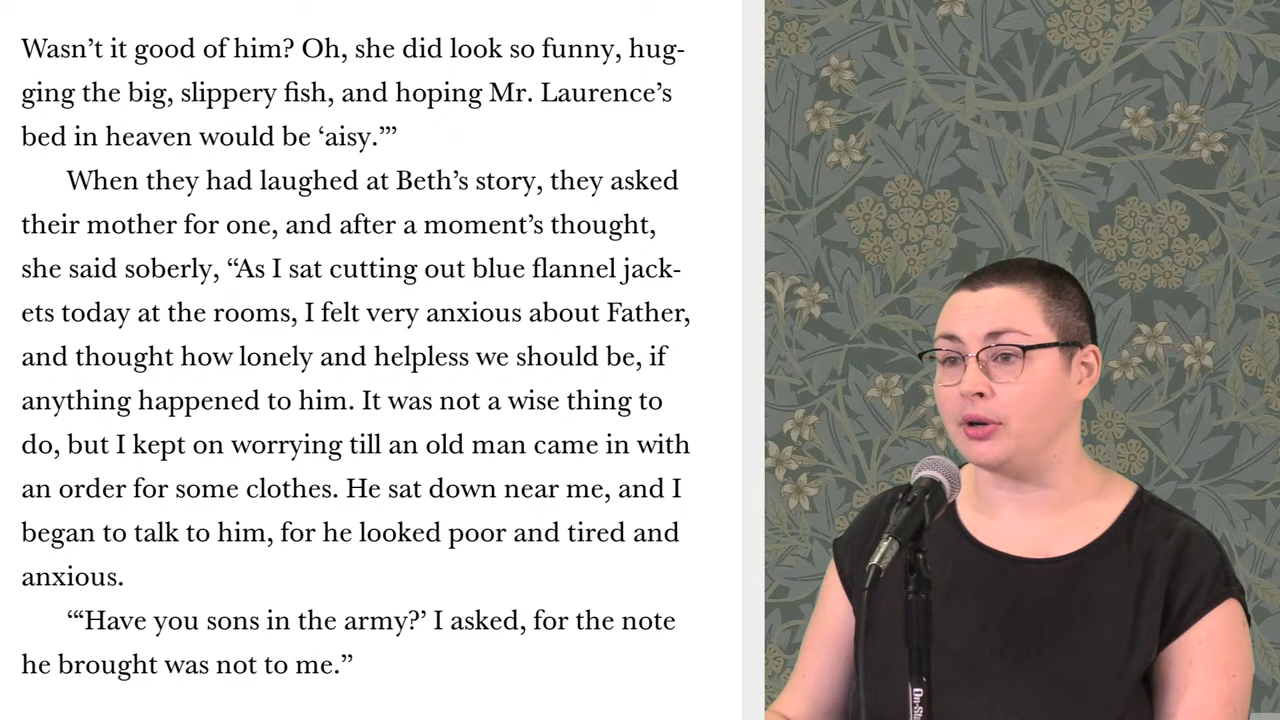 Wasn’t it good of him? Oh, she did look so funny, hug-
ging the big, slippery fish, and hoping Mr. Laurence’s
bed in heaven would be ‘aisy.’”
When they had laughed at Beth’s story, they asked
their mother for one, and after a moment’s thought,
she said soberly, “As I sat cutting out blue flannel jack-
ets today at the rooms, I felt very anxious about Father,
and thought how lonely and helpless we should be, if
anything happened to him. It was not a wise thing to
do, but I kept on worrying till an old man came in with
an order for some clothes. He sat down near me, and I
began to talk to him, for he looked poor and tired and
anxious.
“‘Have you sons in the army?’ I asked, for the note
he brought was not to me.”